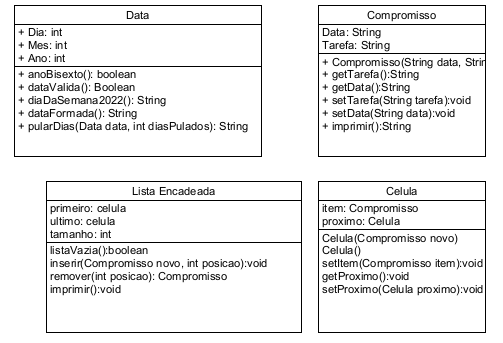 Data
+ Dia: int
+ Mes: int
+ Ano: int
+ anoBisexto(): boolean
+ dataValida(): Boolean
+ diaDaSemana2022(): String
+ dataFormada(): String
+ pularDias(Data data, int diasPulados): String
Compromisso
Data: String
Tarefa: String
+ Compromisso(String data, Strin
+ getTarefa():String
+ getData():String
+ setTarefa(String tarefa):void
+ setData(String data):void
+ imprimir():String
Lista Encadeada
primeiro: celula
ultimo: celula
tamanho: int
listaVazia():boolean
inserir(Compromisso novo, int posicao):void
remover(int posicao): Compromisso
imprimir():void
Celula
item: Compromisso
proximo: Celula
Celula(Compromisso novo)
Celula()
setItem(Compromisso item):void
getProximo():void
setProximo(Celula proximo):void